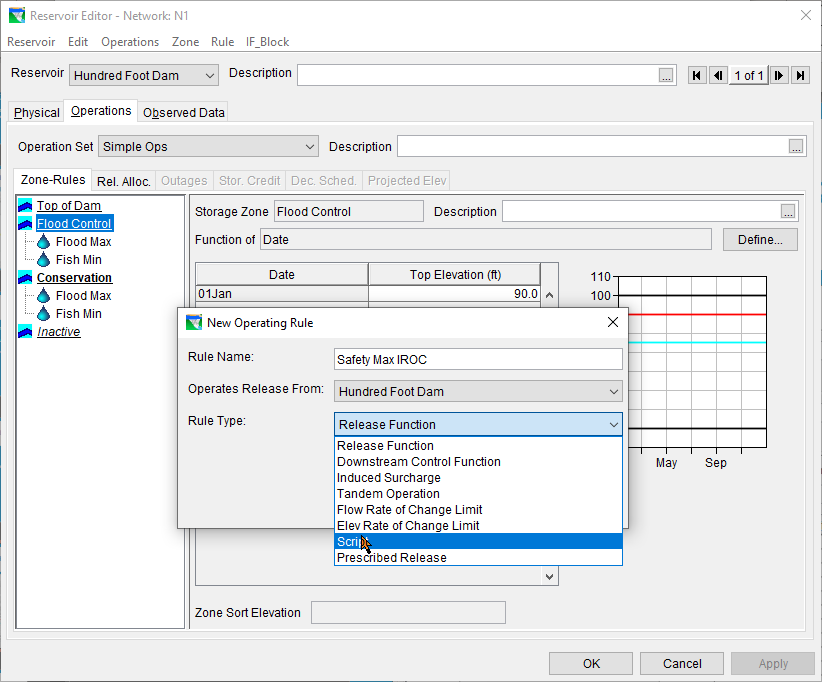 Reservoir Editor - Network: N1
Reservoir Edit Operations Zone Rule IF_Block
Reservoir Hundred Foot Dam Description ... 1 of 1
Physical Operations Observed Data
Operation Set Simple Ops Description ...
Zone-Rules Rel. Alloc. Outages Stor. Credit Dec. Sched. Projected Elev
Top of Dam
Flood Control
Flood Max
Fish Min
Conservation
Flood Max
Fish Min
Inactive
Storage Zone Flood Control Description ...
Function of Date Define...
Date Top Elevation (ft)
01Jan 90.0
110
100
May Sep
New Operating Rule
Rule Name: Safety Max IROC
Operates Release From: Hundred Foot Dam
Rule Type: Release Function
Release Function
Downstream Control Function
Induced Surcharge
Tandem Operation
Flow Rate of Change Limit
Elev Rate of Change Limit
Script
Prescribed Release
Zone Sort Elevation
OK Cancel Apply